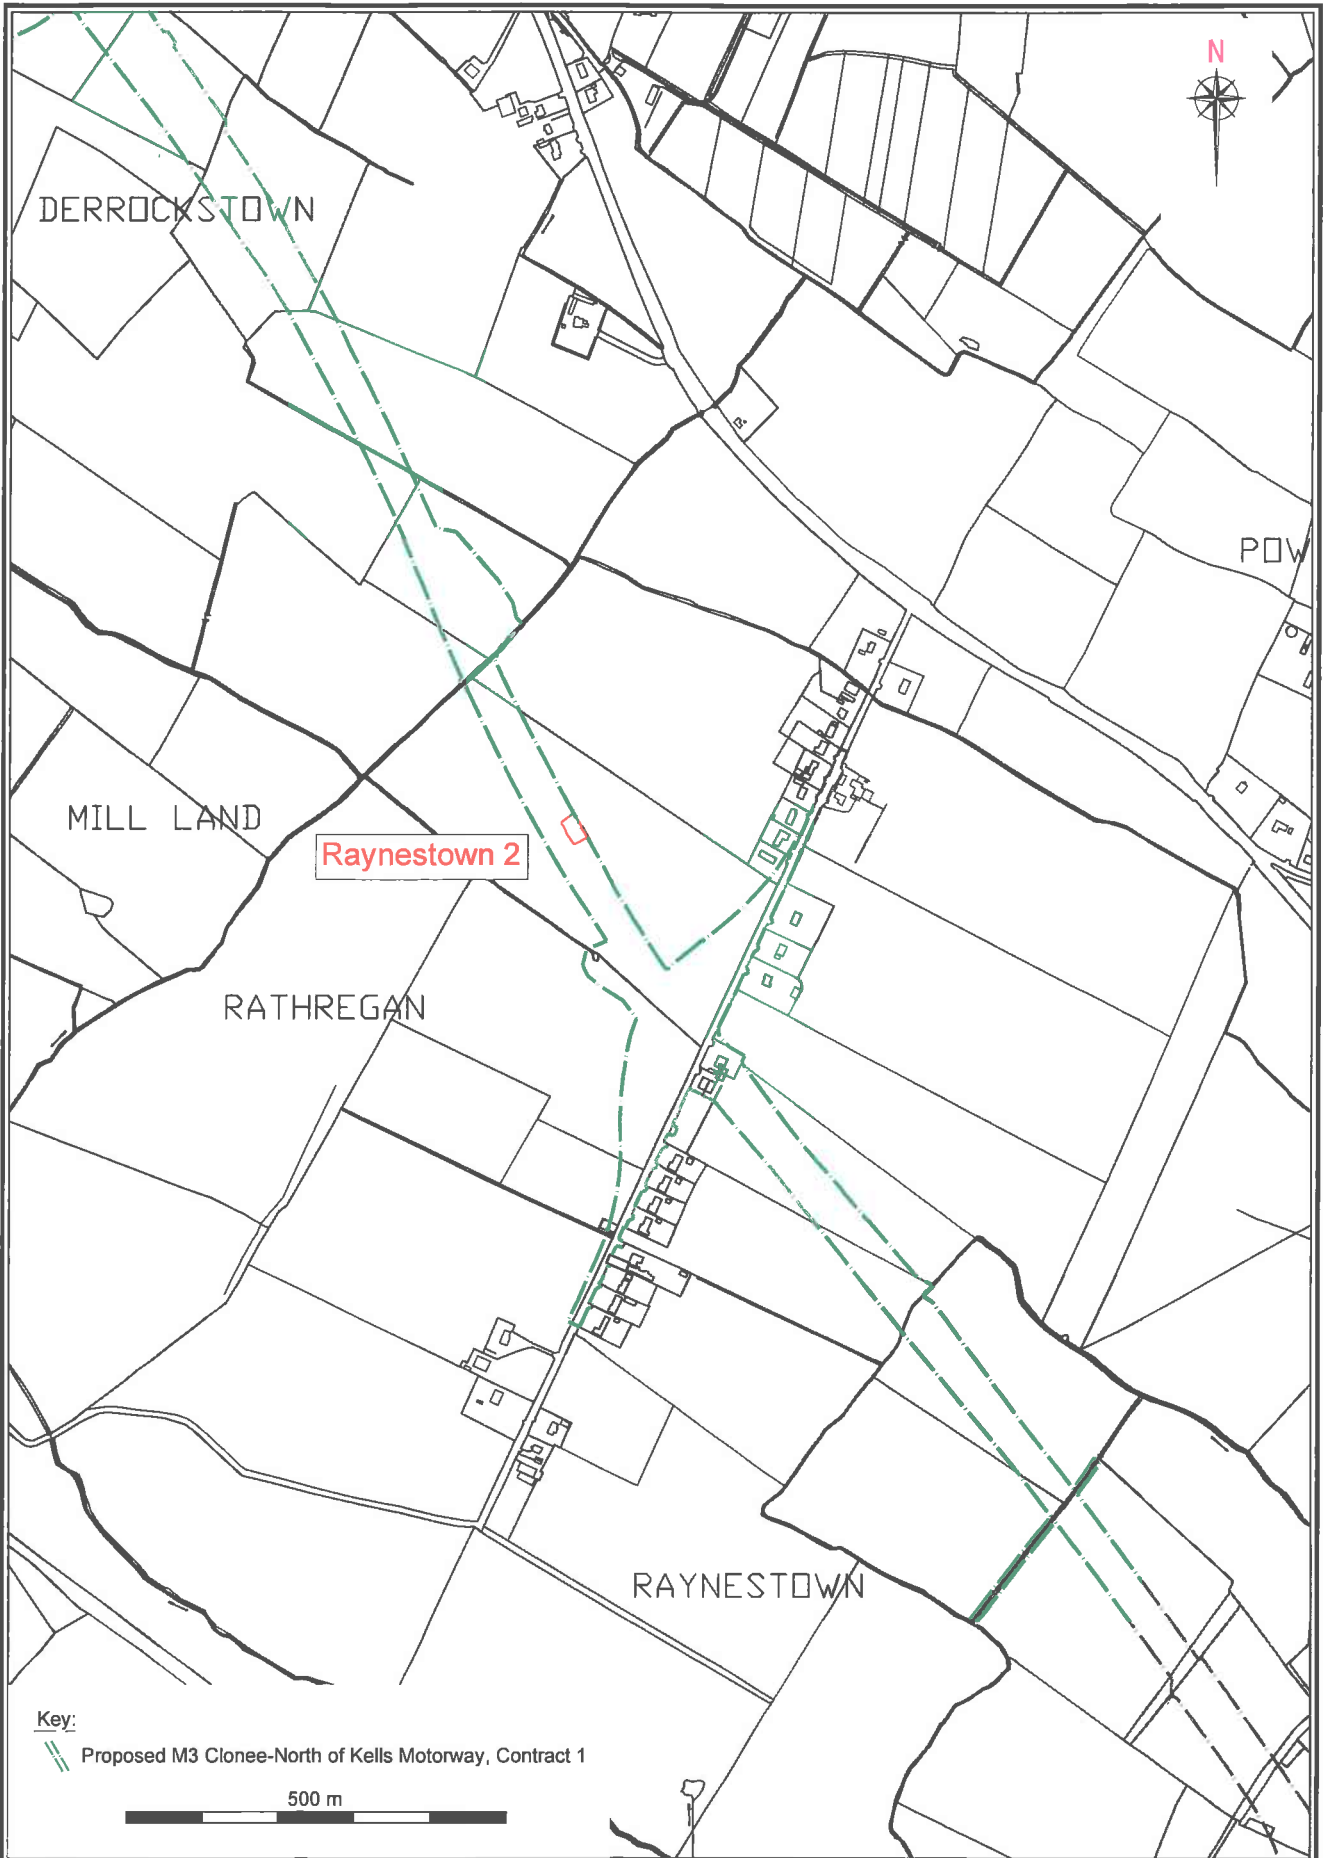 N
DERROCKSTOWN
POW
MILL LAND
Raynestown 2
RATHREGAN
RAYNESTOWN
Key:
Proposed M3 Clonee-North of Kells Motorway, Contract 1
500 m